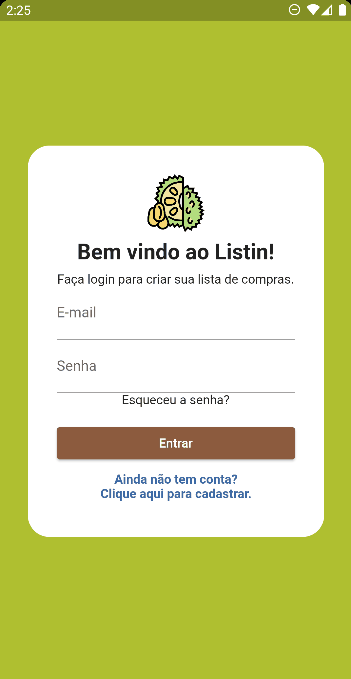 2:25
Bem vindo ao Listin!
Faça login para criar sua lista de compras.
E-mail
Senha
Esqueceu a senha?
Entrar
Ainda não tem conta?
Clique aqui para cadastrar.